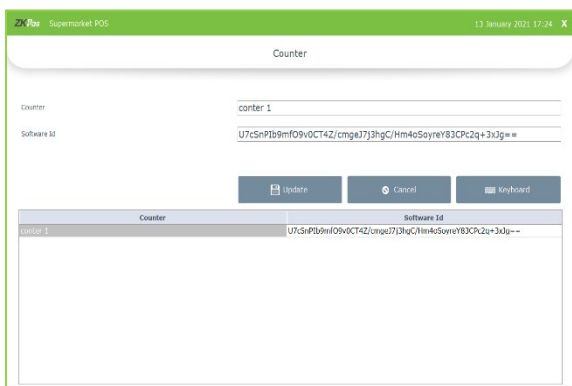 ZKPos Supermarket POS 13 January 2021 17:24 X
Counter
Counter conter 1
Software Id U7cSnPIb9mfO9v0CT4Z/cmgeJ7j3hgC/Hm4oSoyreY83CPc2q+3xJg==
Update Cancel Keyboard
Counter Software Id
conter 1 U7cSnPIb9mfO9v0CT4Z/cmgeJ7j3hgC/Hm4oSoyreY83CPc2q+3xJg==